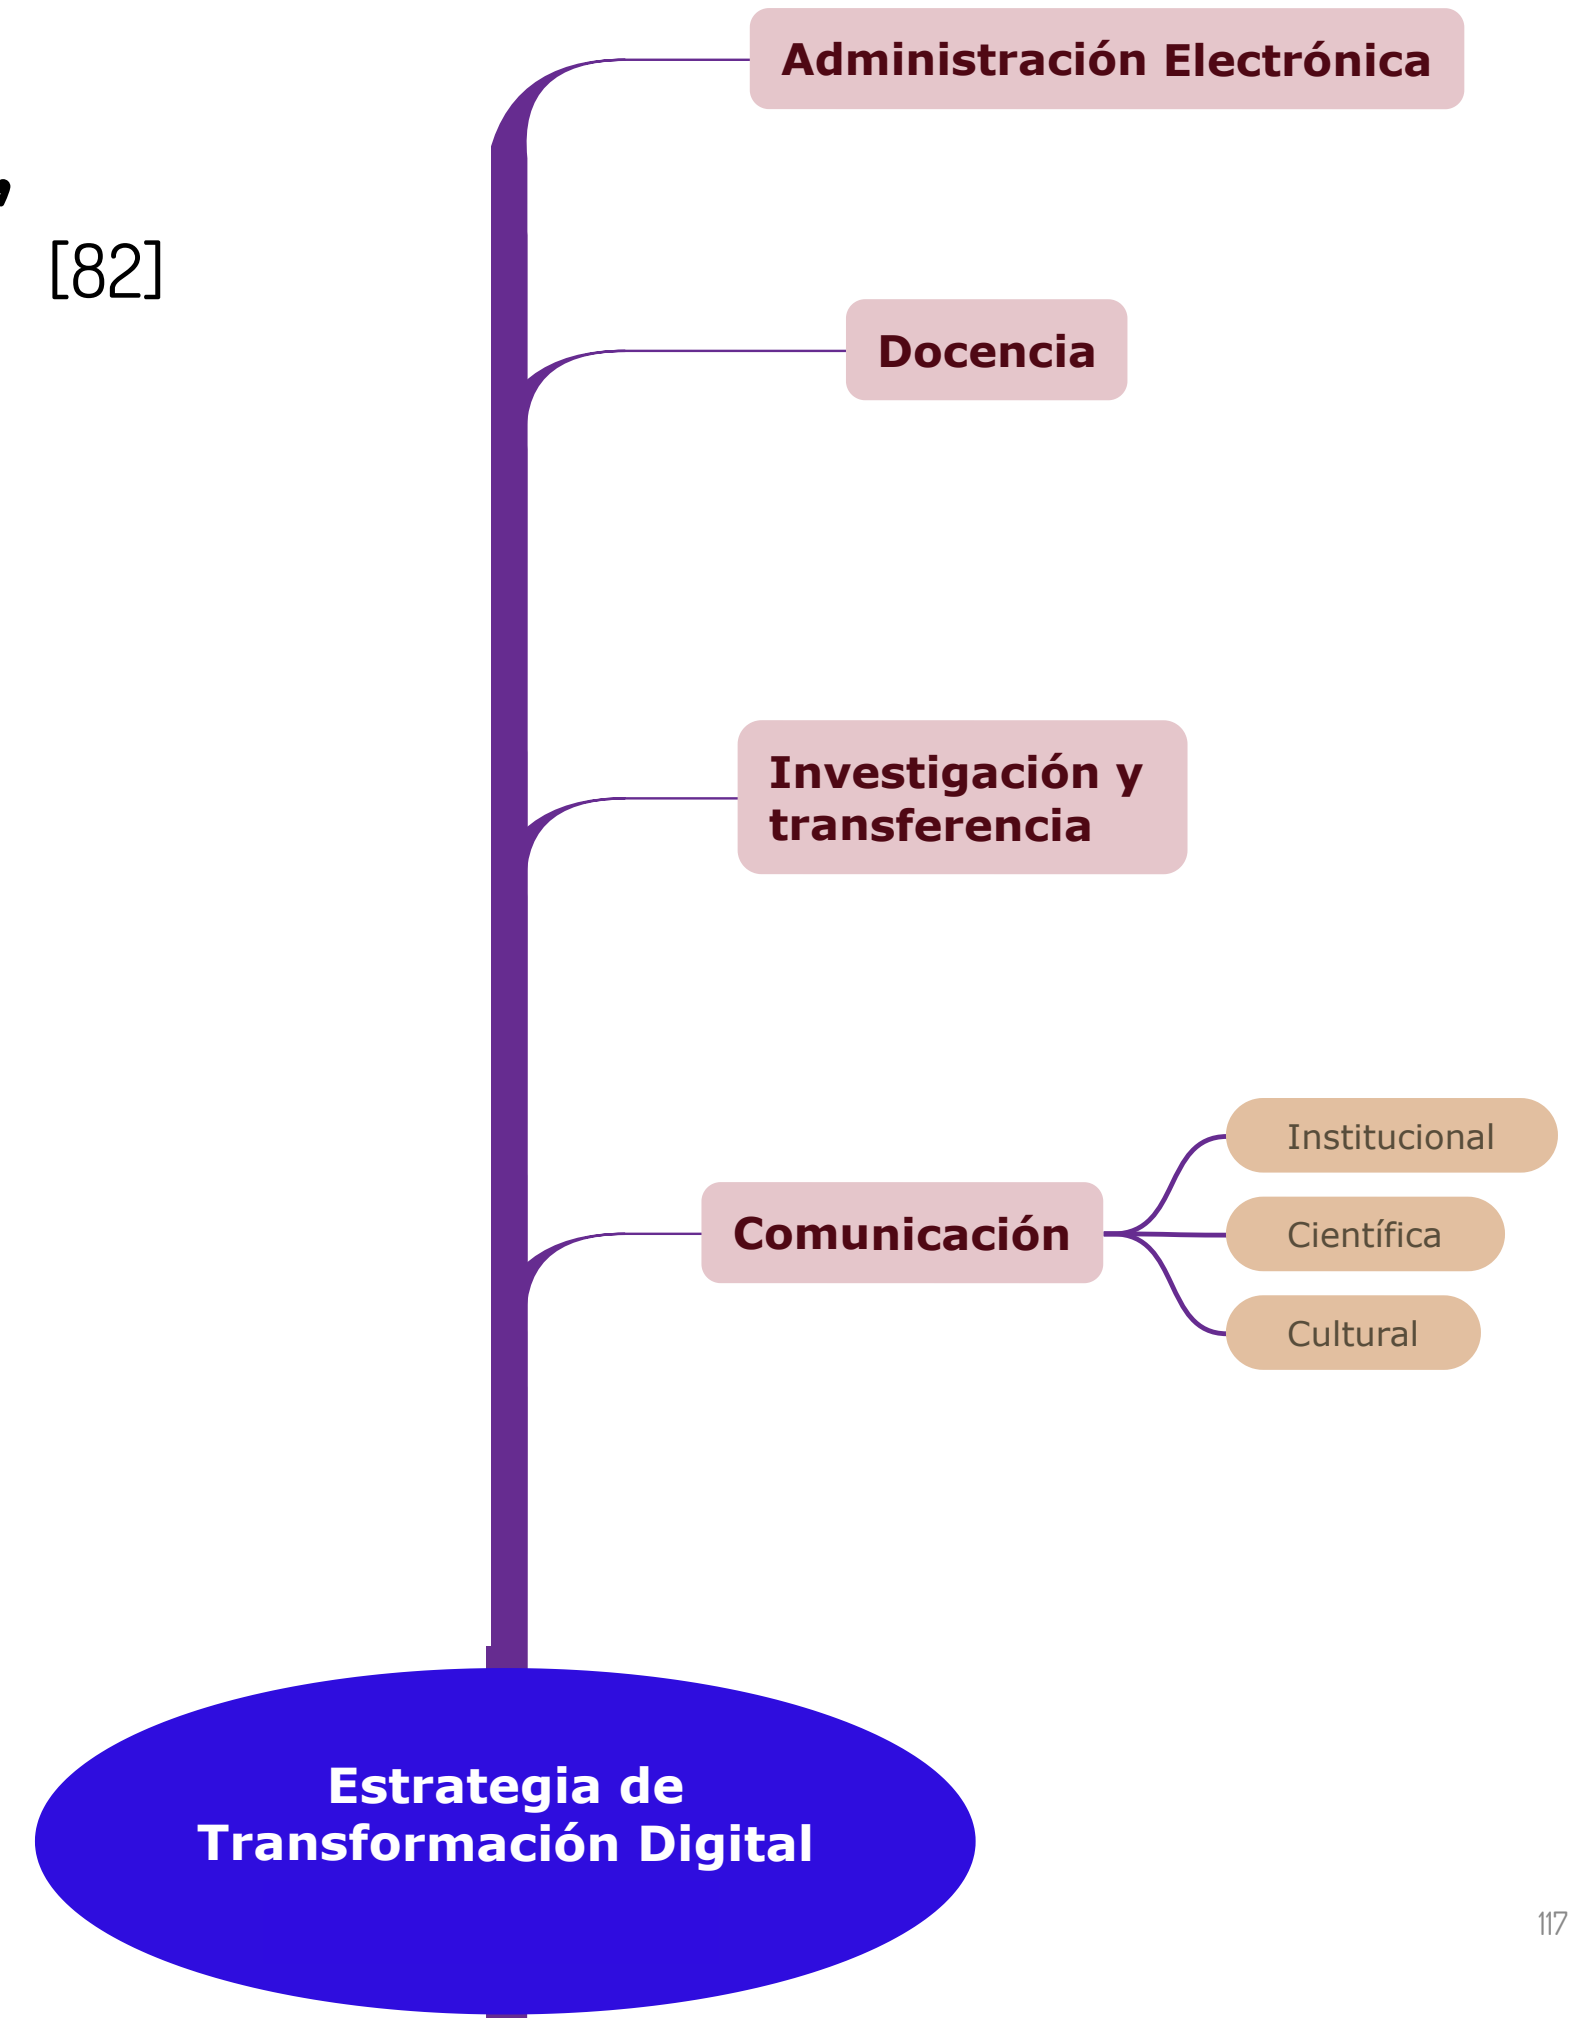 Administración Electrónica
”
[82]
Docencia
Investigación y
transferencia
Institucional
Comunicación
Científica
Cultural
Estrategia de
Transformación Digital
117